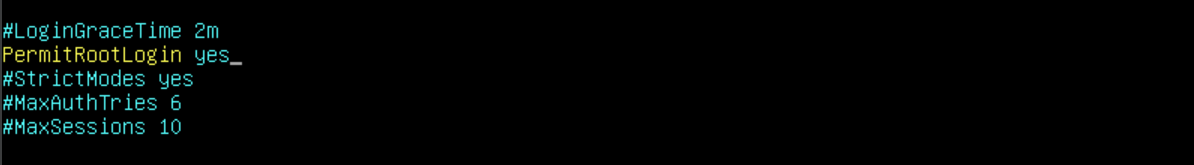 #LoginGraceTime 2m
PermitRootLogin yes
#StrictModes yes
#MaxAuthTries 6
#MaxSessions 10